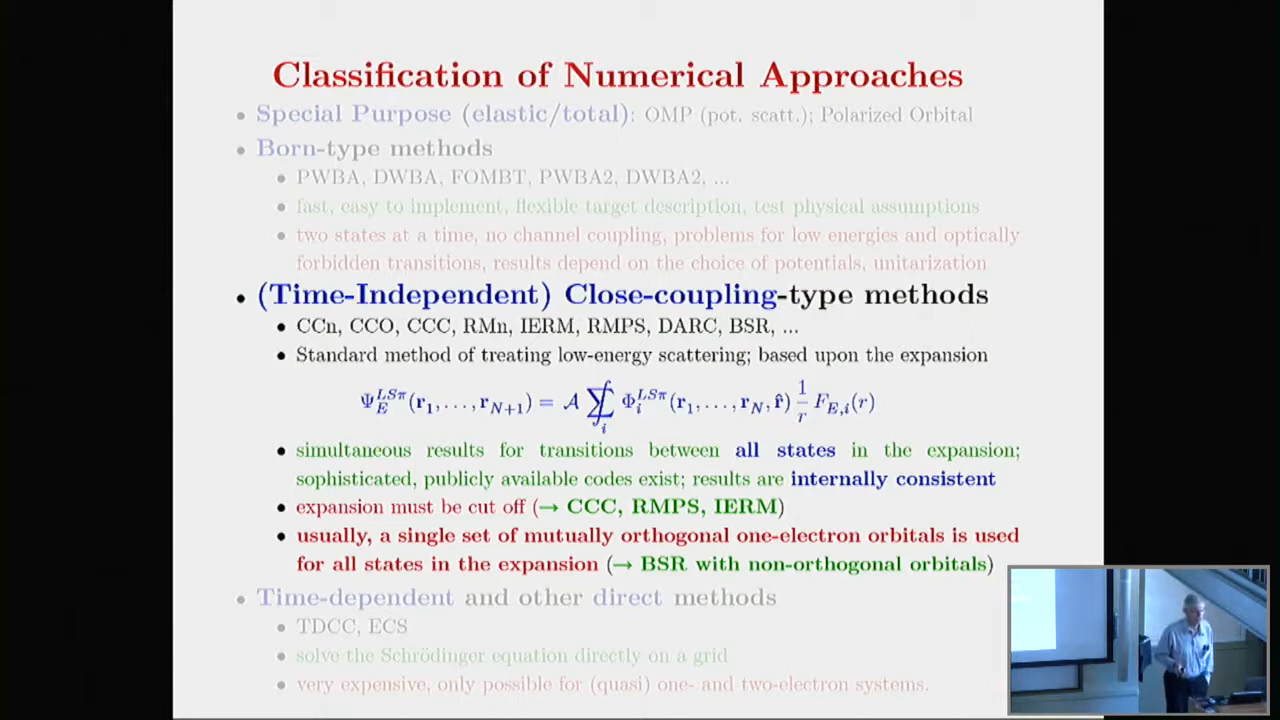 Classification of Numerical Approaches
• Special Purpose (elastic/total): OMP (pot. scatt.); Polarized Orbital
• Born-type methods
• PWBA, DWBA, FOMBT, PWBA2, DWBA2, ...
• fast, easy to implement, flexible target description, test physical assumptions
• two states at a time, no channel coupling, problems for low energies and optically
forbidden transitions, results depend on the choice of potentials, unitarization
• (Time-Independent) Close-coupling-type methods
• CCn, CCO, CCC, RMn, IERM, RMPS, DARC, BSR, ...
• Standard method of treating low-energy scattering; based upon the expansion
Ψ_E^{LSπ}(r₁, . . . , r_{N+1}) = 𝒜 ⨋_i Φ_i^{LSπ}(r₁, . . . , r_N, r̂) 1/r F_{E,i}(r)
• simultaneous results for transitions between all states in the expansion;
sophisticated, publicly available codes exist; results are internally consistent
• expansion must be cut off (→ CCC, RMPS, IERM)
• usually, a single set of mutually orthogonal one-electron orbitals is used
for all states in the expansion (→ BSR with non-orthogonal orbitals)
• Time-dependent and other direct methods
• TDCC, ECS
• solve the Schrödinger equation directly on a grid
• very expensive, only possible for (quasi) one- and two-electron systems.